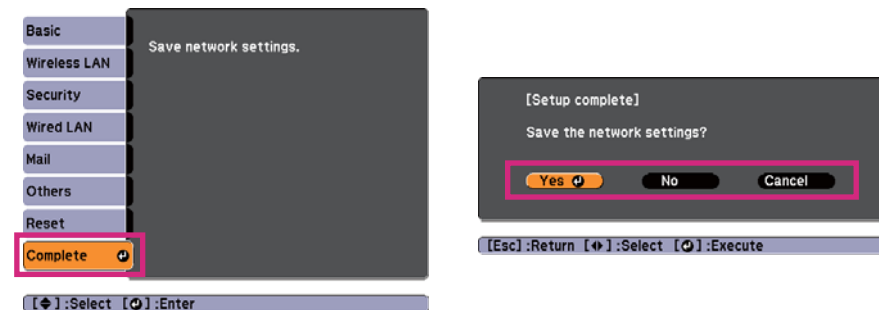 Basic
Wireless LAN
Security
Wired LAN
Mail
Others
Reset
Complete
Save network settings.
[ ]:Select [ ]:Enter
[Setup complete]
Save the network settings?
Yes No Cancel
[Esc]:Return [ ]:Select [ ]:Execute